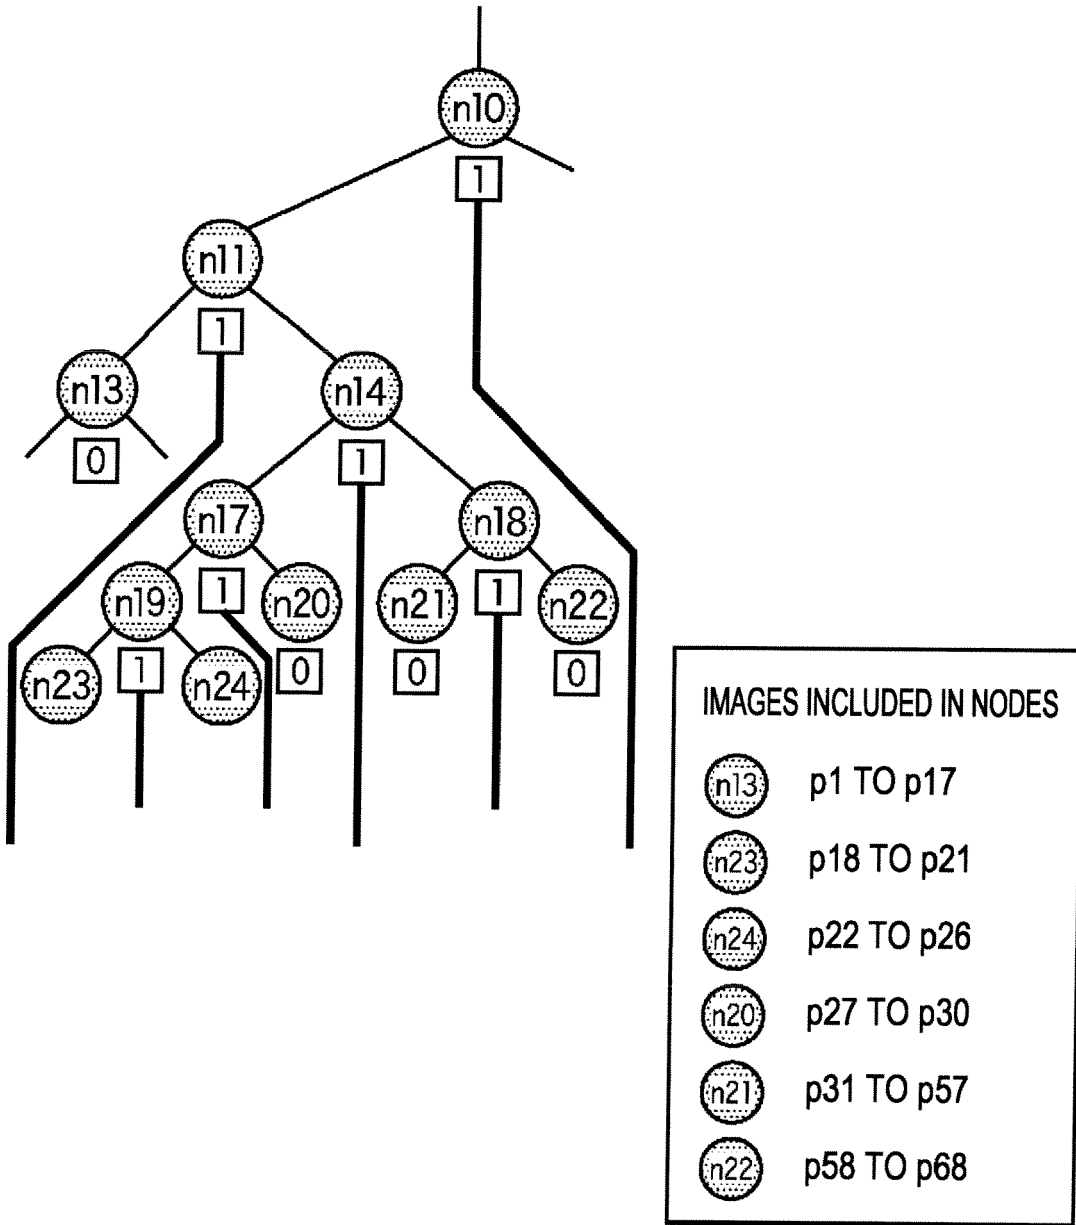 n10
1
n11
1
n13
n14
0
1
n17
n18
n19
1
n20
n21
1
n22
n23
1
n24
0
0
0
IMAGES INCLUDED IN NODES
n13 p1 TO p17
n23 p18 TO p21
n24 p22 TO p26
n20 p27 TO p30
n21 p31 TO p57
n22 p58 TO p68